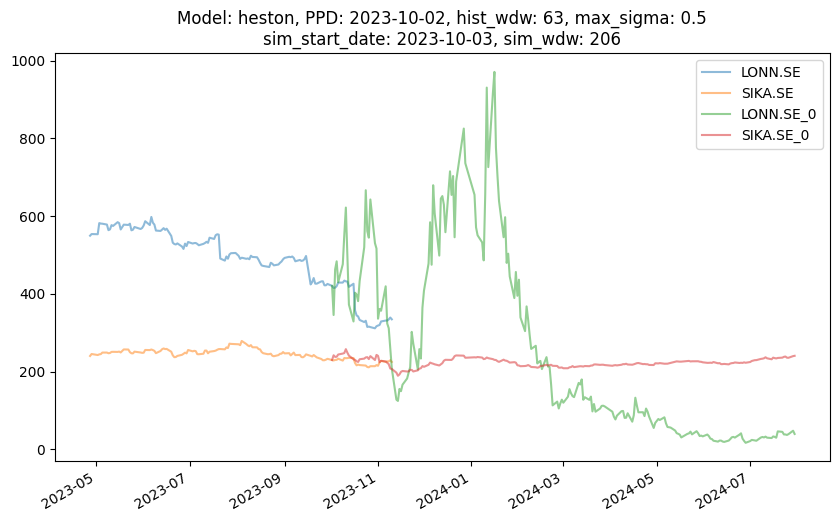 Model: heston, PPD: 2023-10-02, hist_wdw: 63, max_sigma: 0.5
sim_start_date: 2023-10-03, sim_wdw: 206
1000
800
600
400
200
0
LONN.SE
SIKA.SE
LONN.SE_0
SIKA.SE_0
2023-05
2023-07
2023-09
2023-11
2024-01
2024-03
2024-05
2024-07